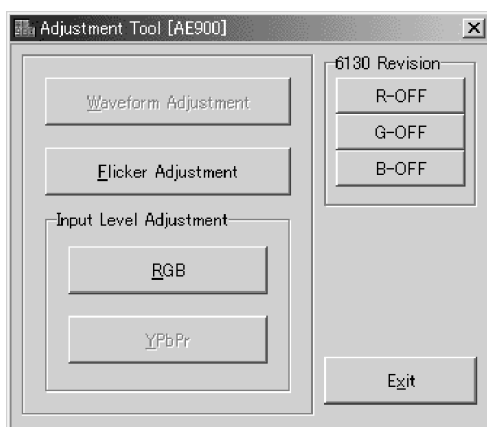 Adjustment Tool [AE900]
Waveform Adjustment
Flicker Adjustment
Input Level Adjustment
RGB
YPbPr
6130 Revision
R-OFF
G-OFF
B-OFF
Exit